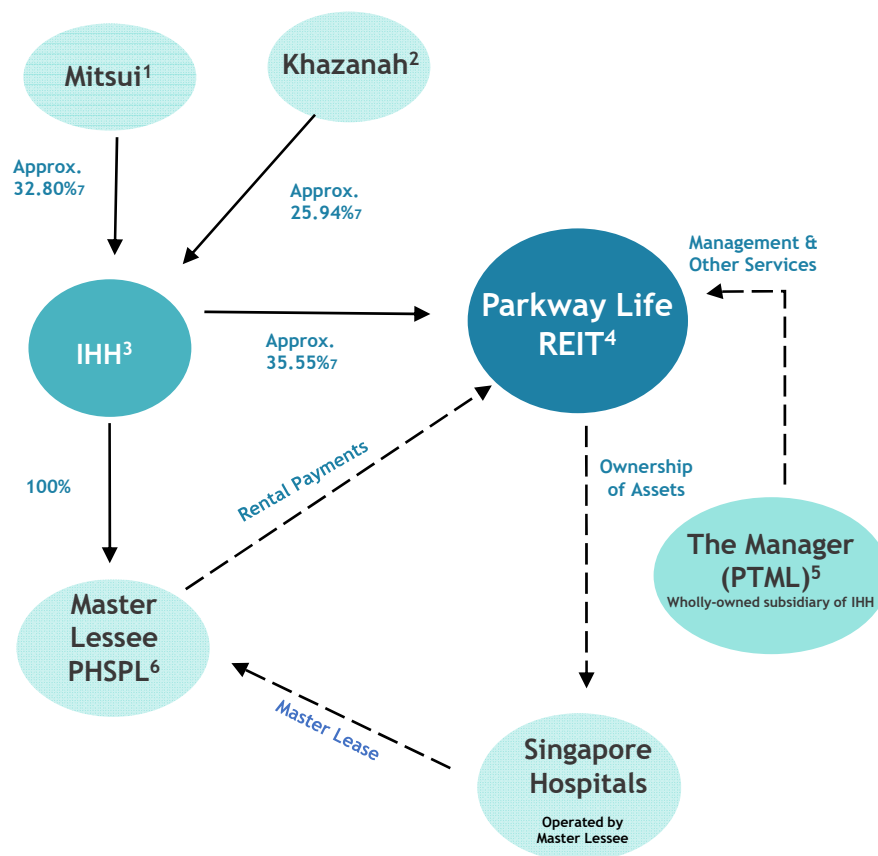 Mitsui1
Khazanah2
Approx.
32.80%7
Approx.
25.94%7
Management &
Other Services
Parkway Life
REIT4
IHH3
Approx.
35.55%7
Rental Payments
Ownership
of Assets
100%
The Manager
(PTML)5
Wholly-owned subsidiary of IHH
Master
Lessee
PHSPL6
Master Lease
Singapore
Hospitals
Operated by
Master Lessee